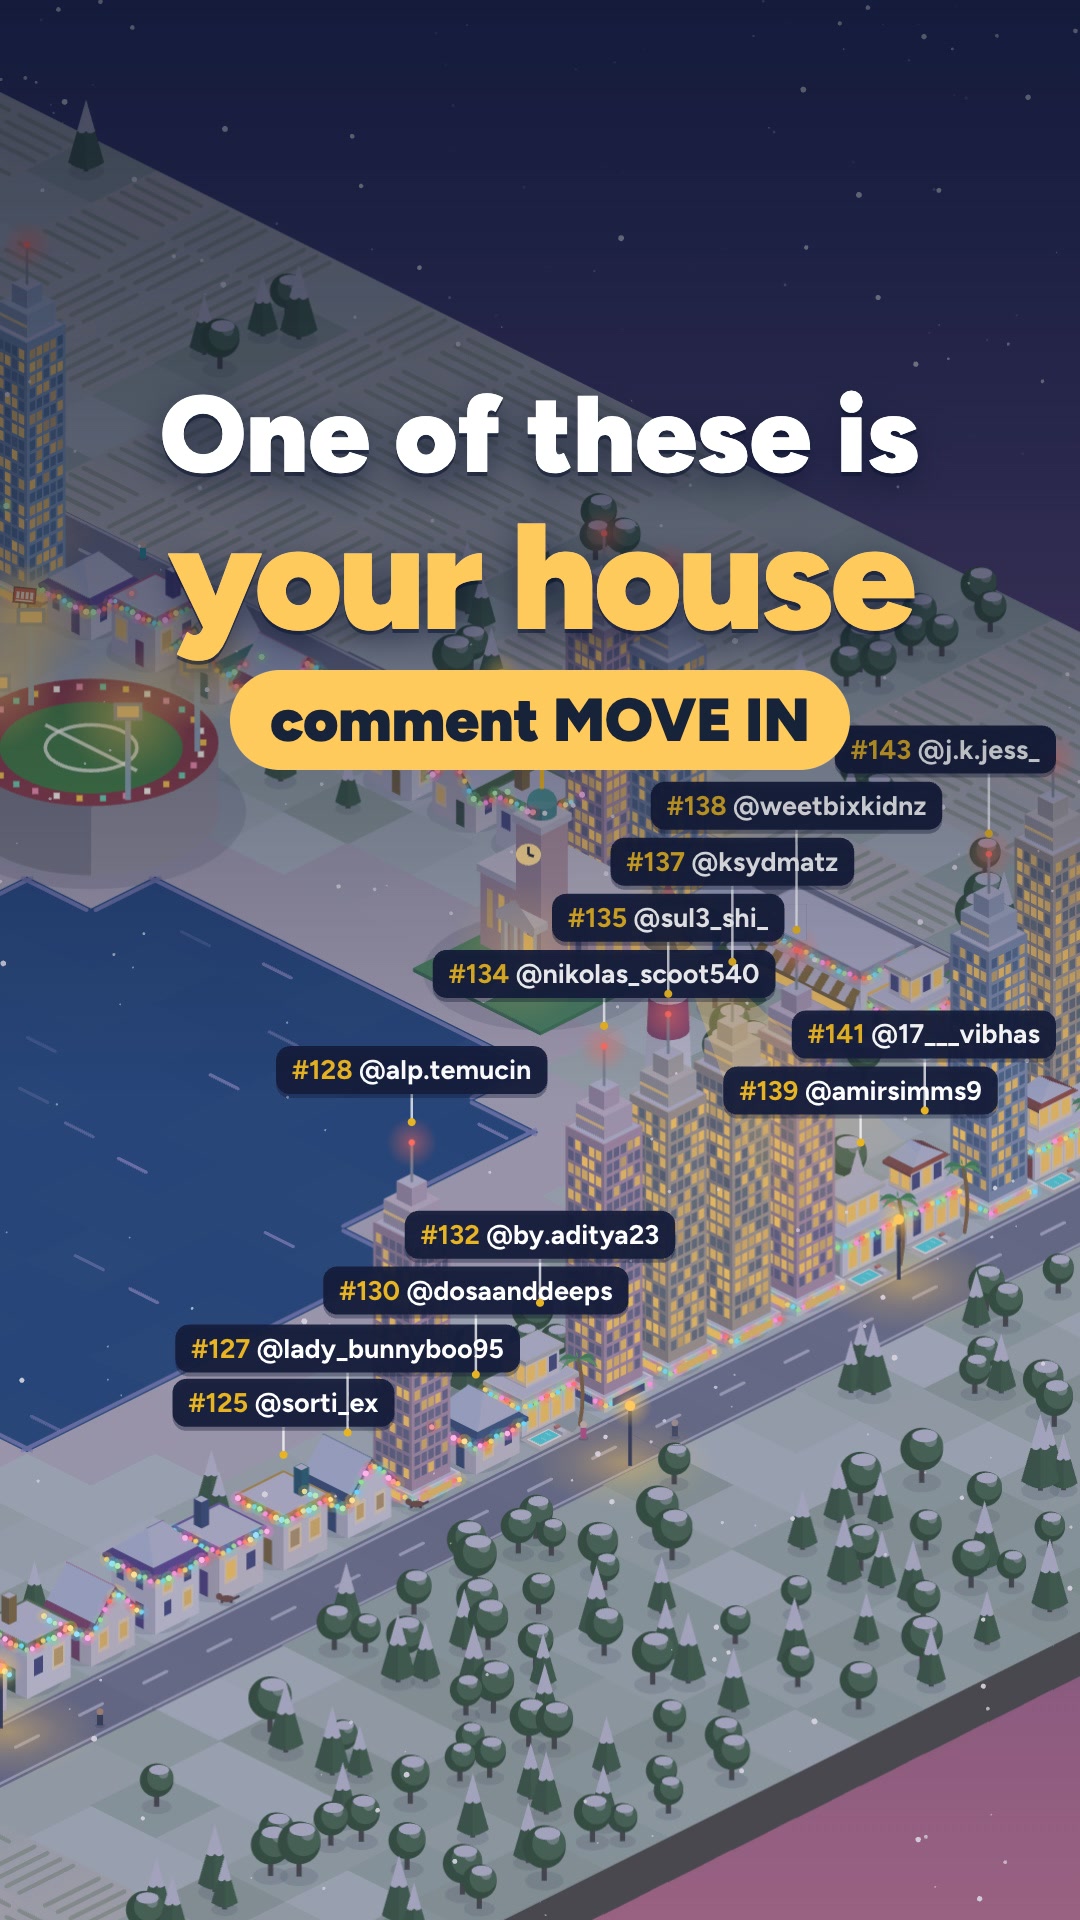 One of these is
your house
comment MOVE IN
#143 @j.k.jess_
#138 @weetbixkidnz
#137 @ksydmatz
#135 @sul3_shi_
#134 @nikolas_scoot540
#141 @17___vibhas
#128 @alp.temucin
#139 @amirsimms9
#132 @by.aditya23
#130 @dosaanddeeps
#127 @lady_bunnyboo95
#125 @sorti_ex